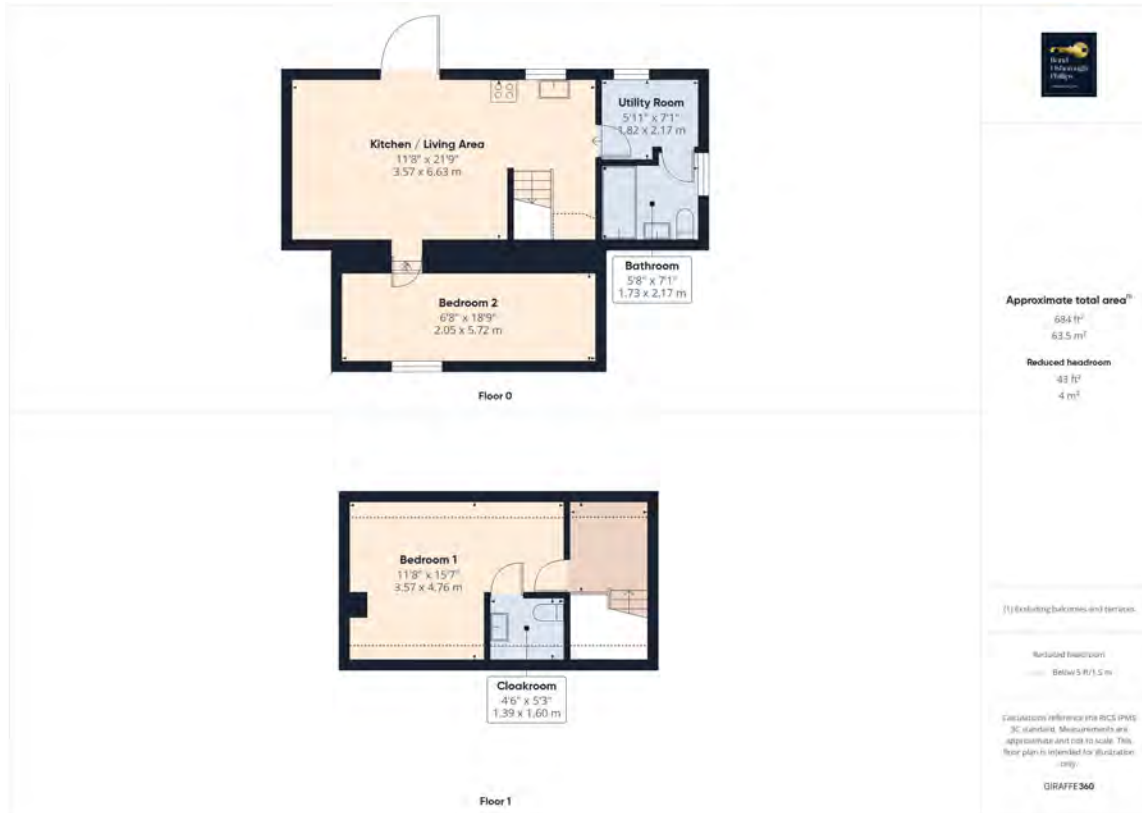 Kitchen / Living Area
11'8" x 21'9"
3.57 x 6.63 m
Utility Room
5'11" x 7'1"
1.82 x 2.17 m
Bathroom
5'8" x 7'1"
1.73 x 2.17 m
Bedroom 2
6'8" x 18'9"
2.05 x 5.72 m
Floor 0
Bedroom 1
11'8" x 15'7"
3.57 x 4.76 m
Cloakroom
4'6" x 5'3"
1.39 x 1.60 m
Floor 1
Bond
Oxborough
Phillips
Approximate total area(1)
684 ft²
63.5 m²
Reduced headroom
43 ft²
4 m²
(1) Excluding balconies and terraces
Reduced headroom
Below 5 ft/1.5 m
Calculations reference the RICS IPMS
3C standard. Measurements are
approximate and not to scale. This
floor plan is intended for illustration
only.
GIRAFFE360